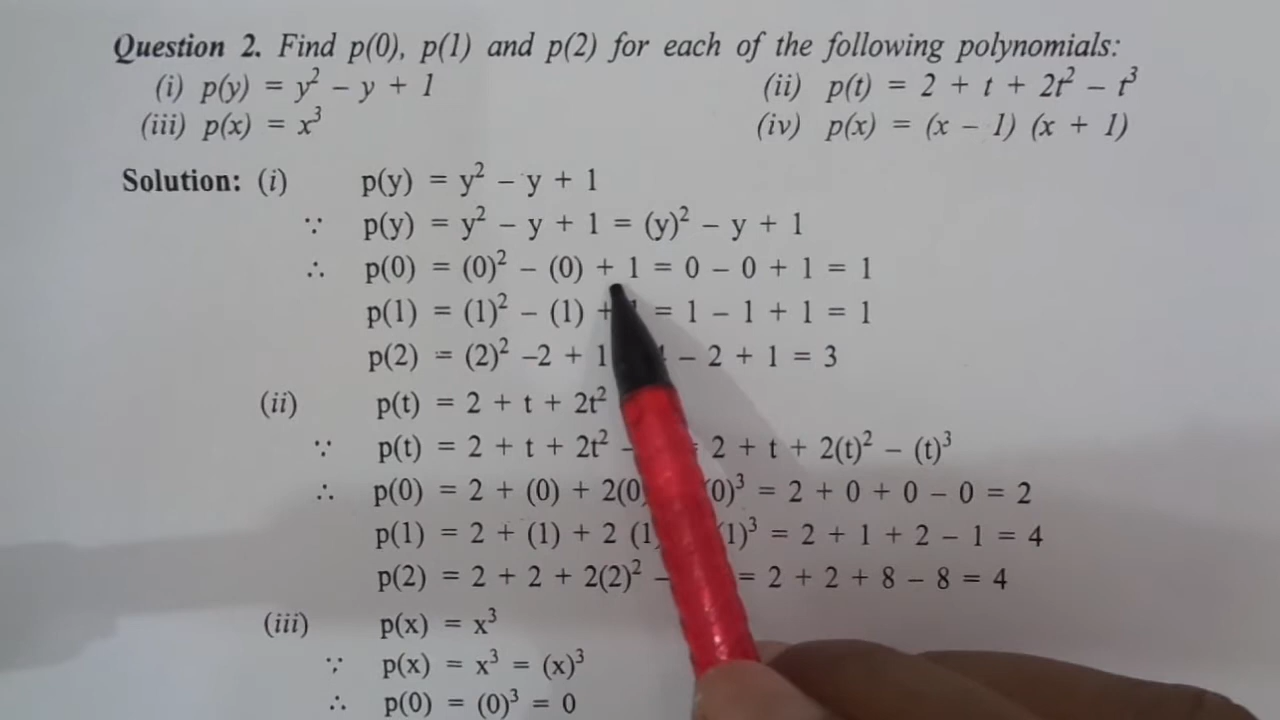 Question 2. Find p(0), p(1) and p(2) for each of the following polynomials:
(i) p(y) = y² – y + 1 (ii) p(t) = 2 + t + 2t² – t³
(iii) p(x) = x³ (iv) p(x) = (x – 1) (x + 1)
Solution: (i) p(y) = y² – y + 1
∵ p(y) = y² – y + 1 = (y)² – y + 1
∴ p(0) = (0)² – (0) + 1 = 0 – 0 + 1 = 1
p(1) = (1)² – (1) + 1 = 1 – 1 + 1 = 1
p(2) = (2)² –2 + 1 – 2 + 1 = 3
(ii) p(t) = 2 + t + 2t²
∵ p(t) = 2 + t + 2t² – = 2 + t + 2(t)² – (t)³
∴ p(0) = 2 + (0) + 2(0 0)³ = 2 + 0 + 0 – 0 = 2
p(1) = 2 + (1) + 2 (1 1)³ = 2 + 1 + 2 – 1 = 4
p(2) = 2 + 2 + 2(2)² – = 2 + 2 + 8 – 8 = 4
(iii) p(x) = x³
∵ p(x) = x³ = (x)³
∴ p(0) = (0)³ = 0